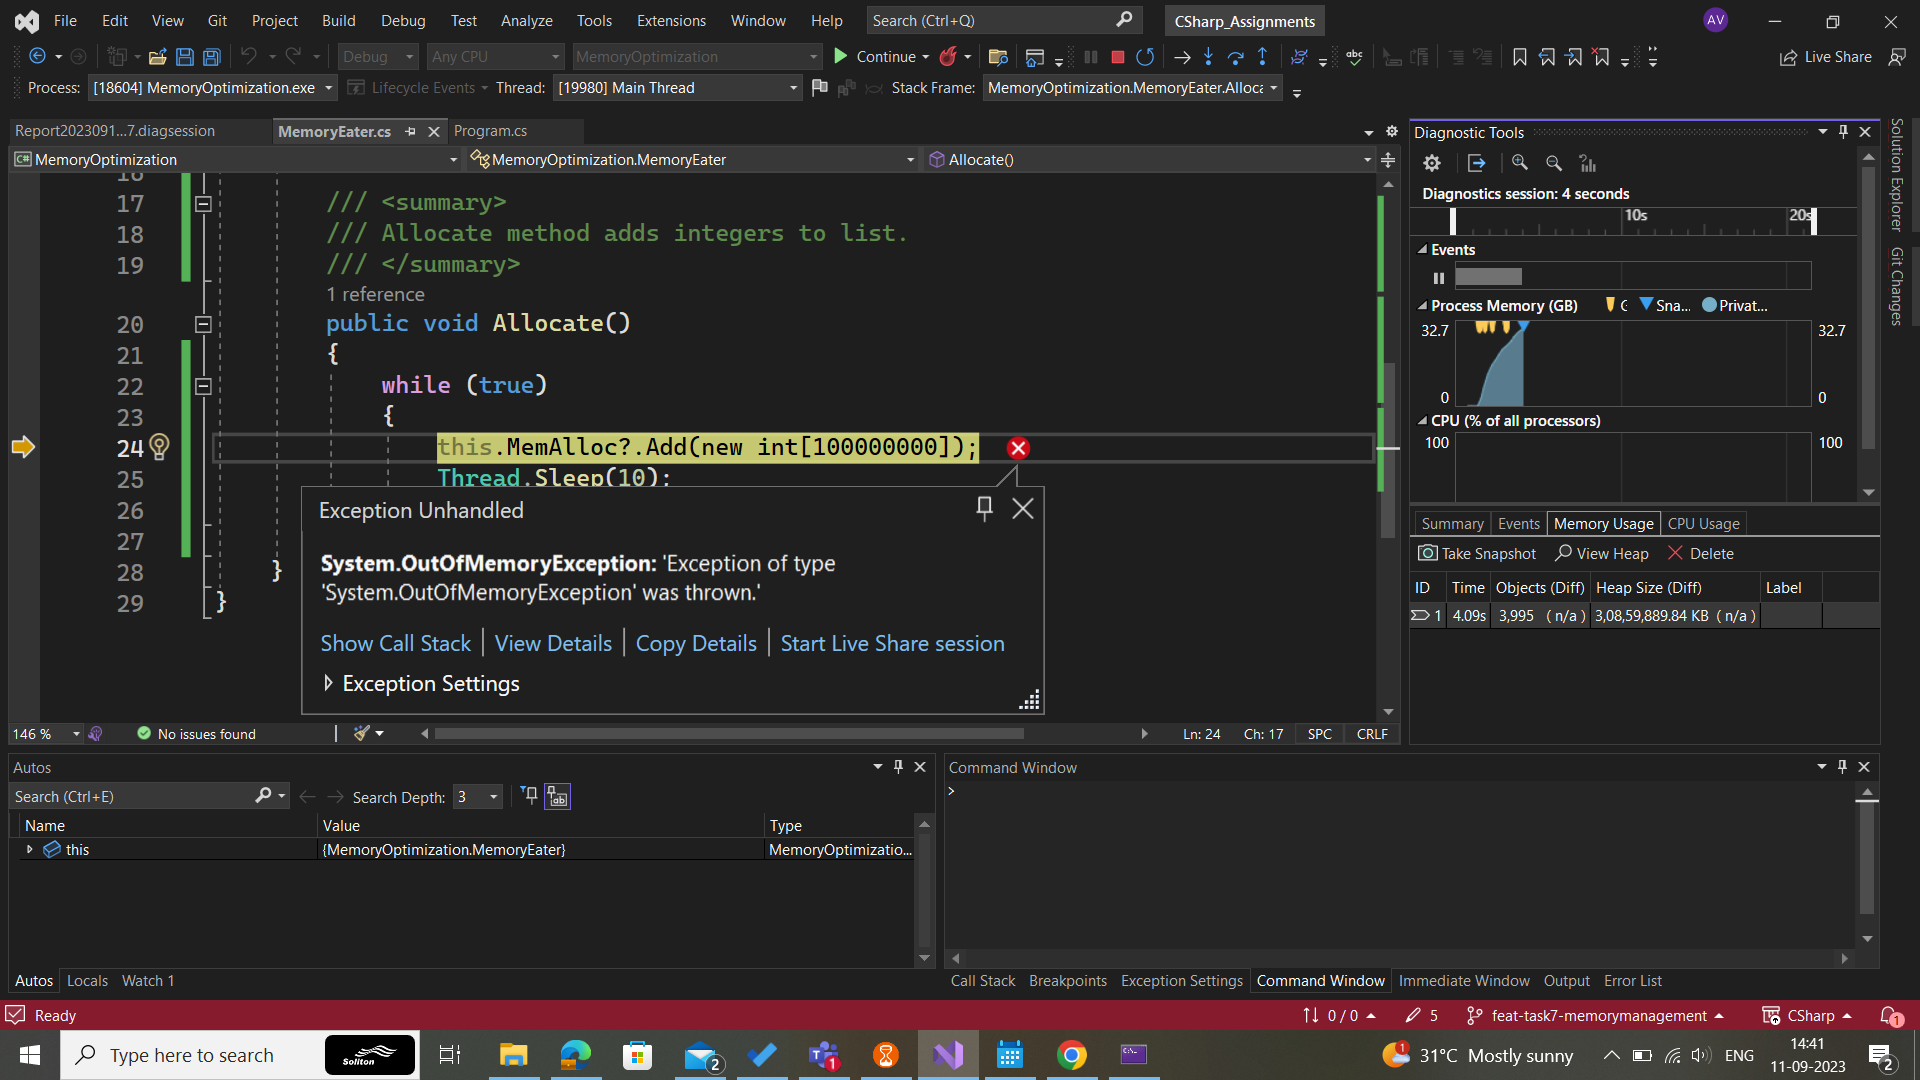 File Edit View Git Project Build Debug Test Analyze Tools Extensions Window Help Search (Ctrl+Q) CSharp_Assignments AV
Debug Any CPU MemoryOptimization Continue Live Share
Process: [18604] MemoryOptimization.exe Lifecycle Events Thread: [19980] Main Thread Stack Frame: MemoryOptimization.MemoryEater.Alloca
Report2023091...7.diagsession MemoryEater.cs Program.cs
MemoryOptimization MemoryOptimization.MemoryEater Allocate()
16
17 /// <summary>
18 /// Allocate method adds integers to list.
19 /// </summary>
1 reference
20 public void Allocate()
21 {
22 while (true)
23 {
24 this.MemAlloc?.Add(new int[100000000]);
25 Thread.Sleep(10);
26
27
28 }
29 }
Exception Unhandled
System.OutOfMemoryException: 'Exception of type
'System.OutOfMemoryException' was thrown.'
Show Call Stack View Details Copy Details Start Live Share session
Exception Settings
146 % No issues found Ln: 24 Ch: 17 SPC CRLF
Diagnostic Tools
Diagnostics session: 4 seconds
10s 20s
Events
Process Memory (GB) G Sna... Privat...
32.7 32.7
0 0
CPU (% of all processors)
100 100
Summary Events Memory Usage CPU Usage
Take Snapshot View Heap Delete
ID Time Objects (Diff) Heap Size (Diff) Label
1 4.09s 3,995 (n/a) 3,08,59,889.84 KB (n/a)
Solution Explorer
Git Changes
Autos
Search (Ctrl+E) Search Depth: 3
Name Value Type
this {MemoryOptimization.MemoryEater} MemoryOptimizatio...
Autos Locals Watch 1
Command Window
>
Call Stack Breakpoints Exception Settings Command Window Immediate Window Output Error List
Ready 0 / 0 5 feat-task7-memorymanagement CSharp 1
Type here to search Soliton 2 1 1 31°C Mostly sunny ENG 14:41
11-09-2023 2